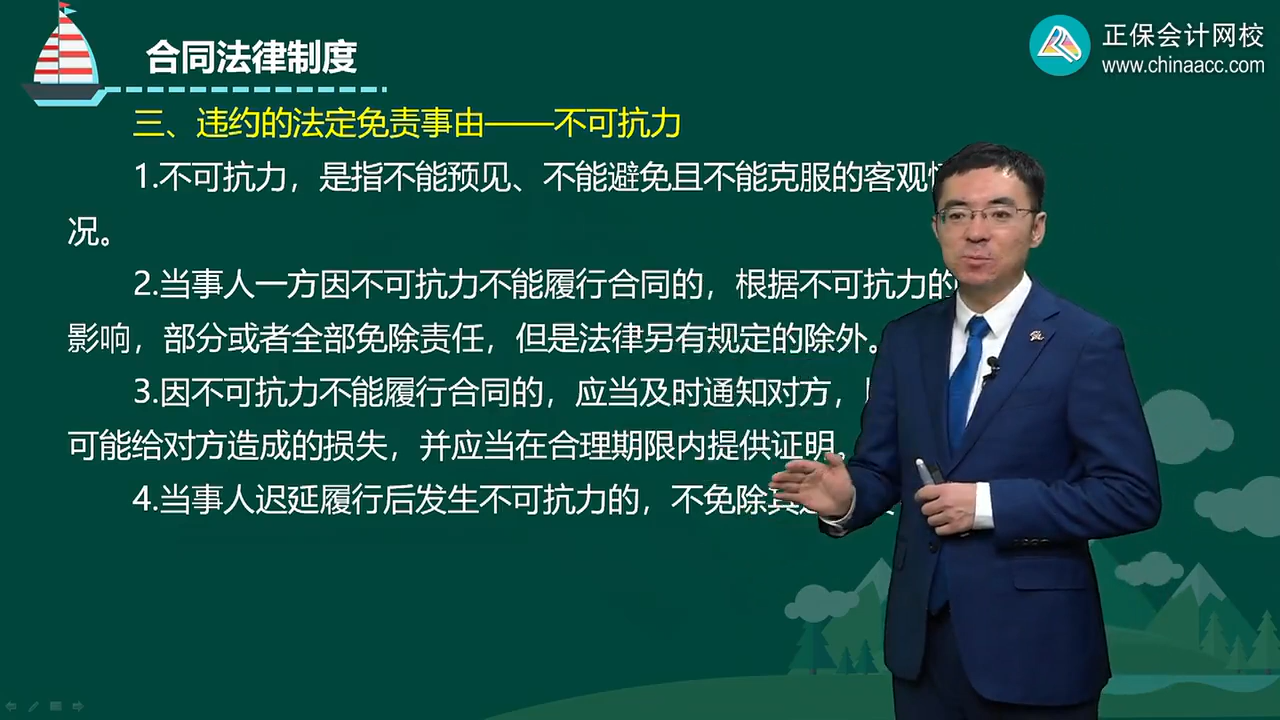 合同法律制度
正保会计网校
www.chinaacc.com
三、违约的法定免责事由——不可抗力
1.不可抗力，是指不能预见、不能避免且不能克服的客观
况。
2.当事人一方因不可抗力不能履行合同的，根据不可抗力的
影响，部分或者全部免除责任，但是法律另有规定的除外。
3.因不可抗力不能履行合同的，应当及时通知对方，
可能给对方造成的损失，并应当在合理期限内提供证明。
4.当事人迟延履行后发生不可抗力的，不免除其